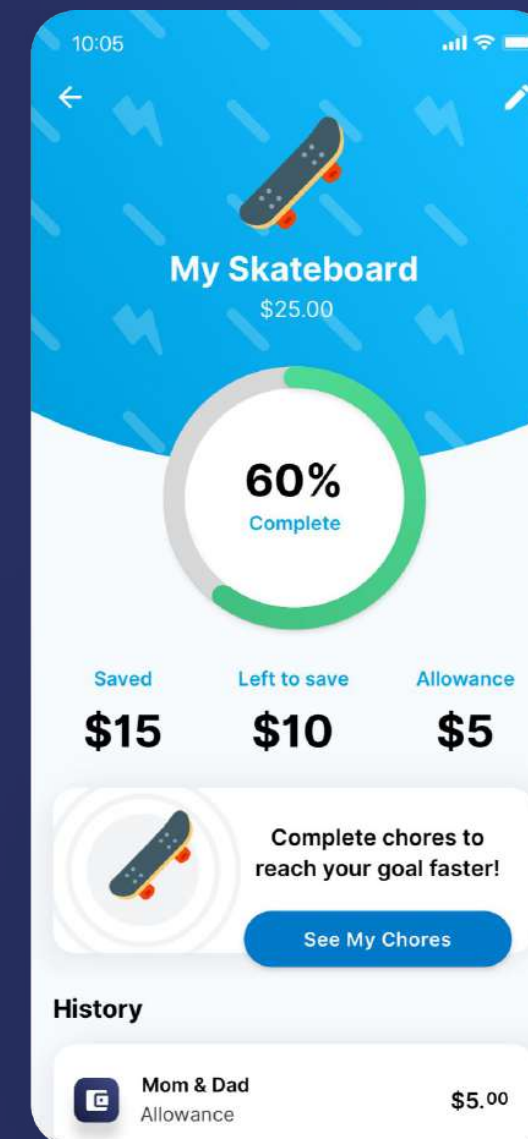 10:05
My Skateboard
$25.00
60%
Complete
Saved Left to save Allowance
$15 $10 $5
Complete chores to
reach your goal faster!
See My Chores
History
Mom & Dad
Allowance
$5.00